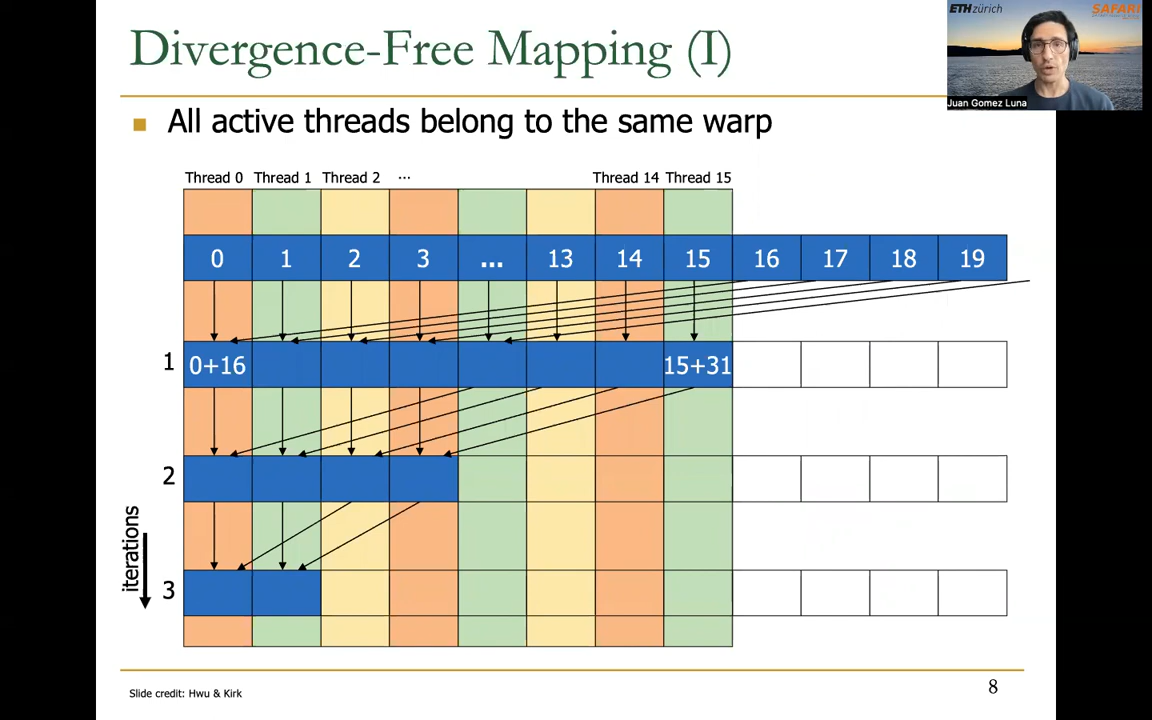 Divergence-Free Mapping (I)
ETH zürich
SAFARI
Juan Gomez Luna
All active threads belong to the same warp
Thread 0 Thread 1 Thread 2 ... Thread 14 Thread 15
0 1 2 3 ... 13 14 15 16 17 18 19
1 0+16 15+31
2
iterations
3
Slide credit: Hwu & Kirk
8